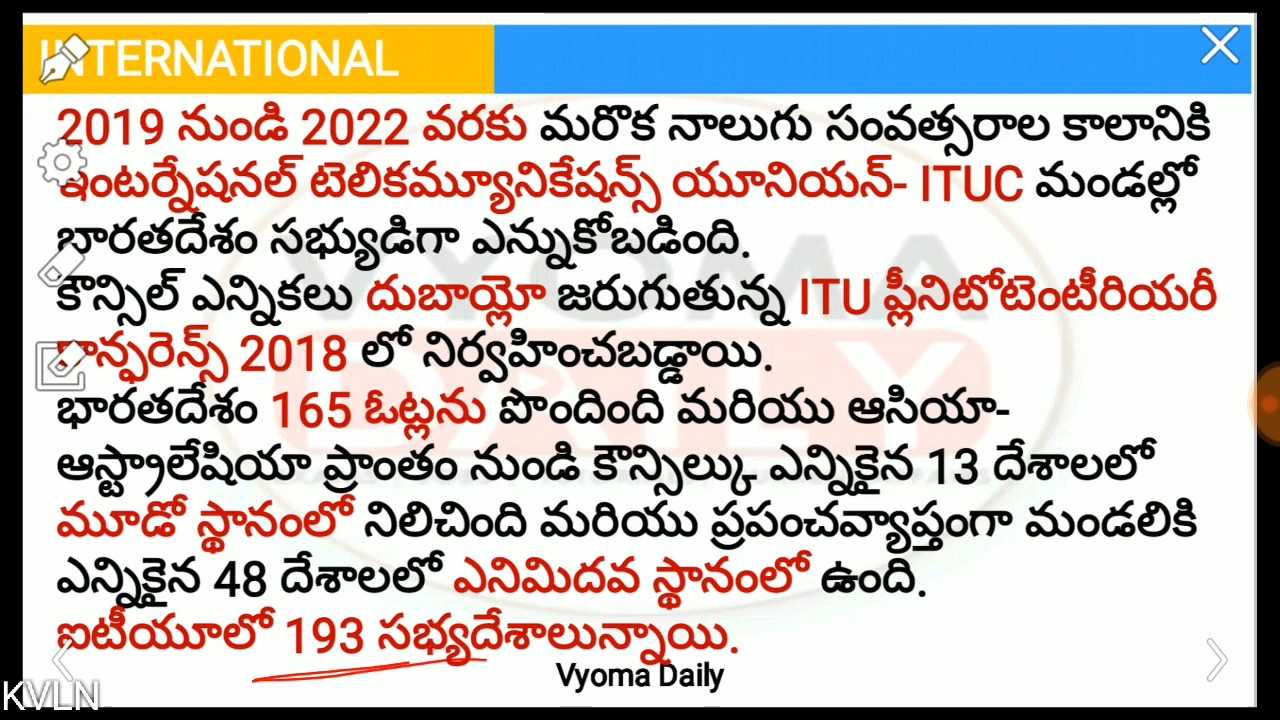 INTERNATIONAL
2019 నుండి 2022 వరకు మరొక నాలుగు సంవత్సరాల కాలానికి
ఇంటర్నేషనల్ టెలికమ్యూనికేషన్స్ యూనియన్- ITUC మండల్లో
భారతదేశం సభ్యుడిగా ఎన్నుకోబడింది.
కౌన్సిల్ ఎన్నికలు దుబాయ్లో జరుగుతున్న ITU ప్లీనిటోటెంటీరియరీ
కాన్ఫరెన్స్ 2018 లో నిర్వహించబడ్డాయి.
భారతదేశం 165 ఓట్లను పొందింది మరియు ఆసియా-
ఆస్ట్రాలేషియా ప్రాంతం నుండి కౌన్సిల్కు ఎన్నికైన 13 దేశాలలో
మూడో స్థానంలో నిలిచింది మరియు ప్రపంచవ్యాప్తంగా మండలికి
ఎన్నికైన 48 దేశాలలో ఎనిమిదవ స్థానంలో ఉంది.
ఐటీయూలో 193 సభ్యదేశాలున్నాయి.
Vyoma Daily
KVLN
VYOMA
DAILY